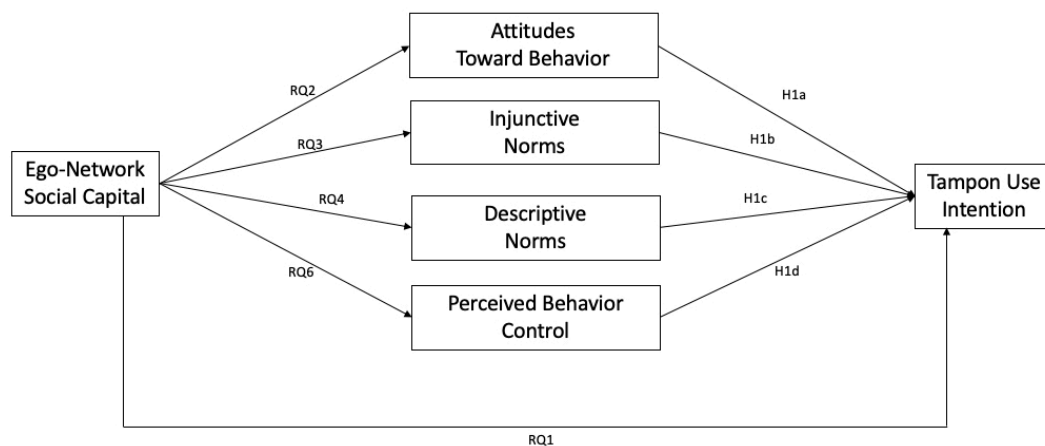 Attitudes
Toward Behavior
RQ2
H1a
Injunctive
Norms
RQ3
H1b
Ego-Network
Social Capital
Tampon Use
Intention
RQ4
H1c
Descriptive
Norms
RQ6
H1d
Perceived Behavior
Control
RQ1